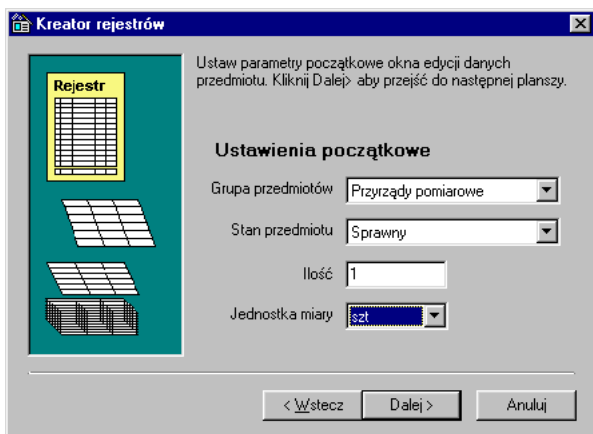 Kreator rejestrów
Ustaw parametry początkowe okna edycji danych
przedmiotu. Kliknij Dalej> aby przejść do następnej planszy.
Rejestr
Ustawienia początkowe
Grupa przedmiotów Przyrządy pomiarowe
Stan przedmiotu Sprawny
Ilość 1
Jednostka miary szt
< Wstecz Dalej > Anuluj